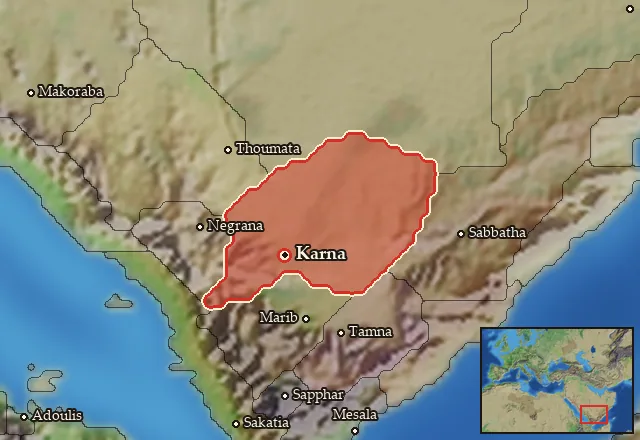 Makoraba
Thoumata
Negrana
Sabbatha
Karna
Marib
Tamna
Sapphar
Adoulis
Sakatia
Mesala